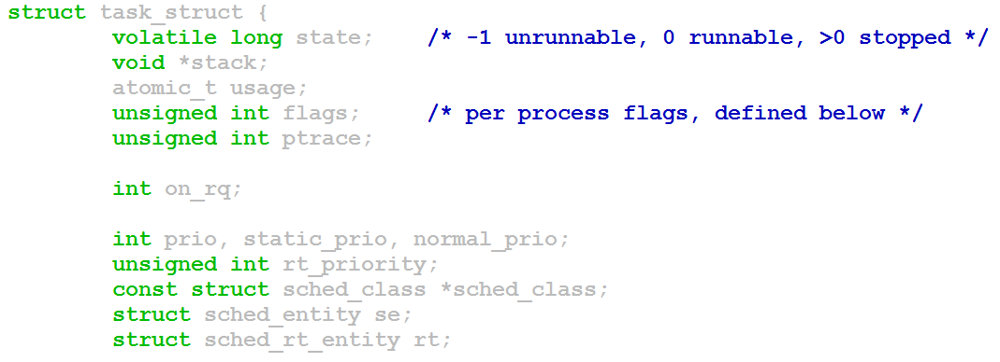 struct task_struct {
volatile long state; /* -1 unrunnable, 0 runnable, >0 stopped */
void *stack;
atomic_t usage;
unsigned int flags; /* per process flags, defined below */
unsigned int ptrace;
int on_rq;
int prio, static_prio, normal_prio;
unsigned int rt_priority;
const struct sched_class *sched_class;
struct sched_entity se;
struct sched_rt_entity rt;